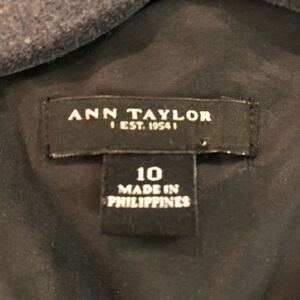 ANN TAYLOR
| EST. 1954 |
10
MADE IN
PHILIPPINES